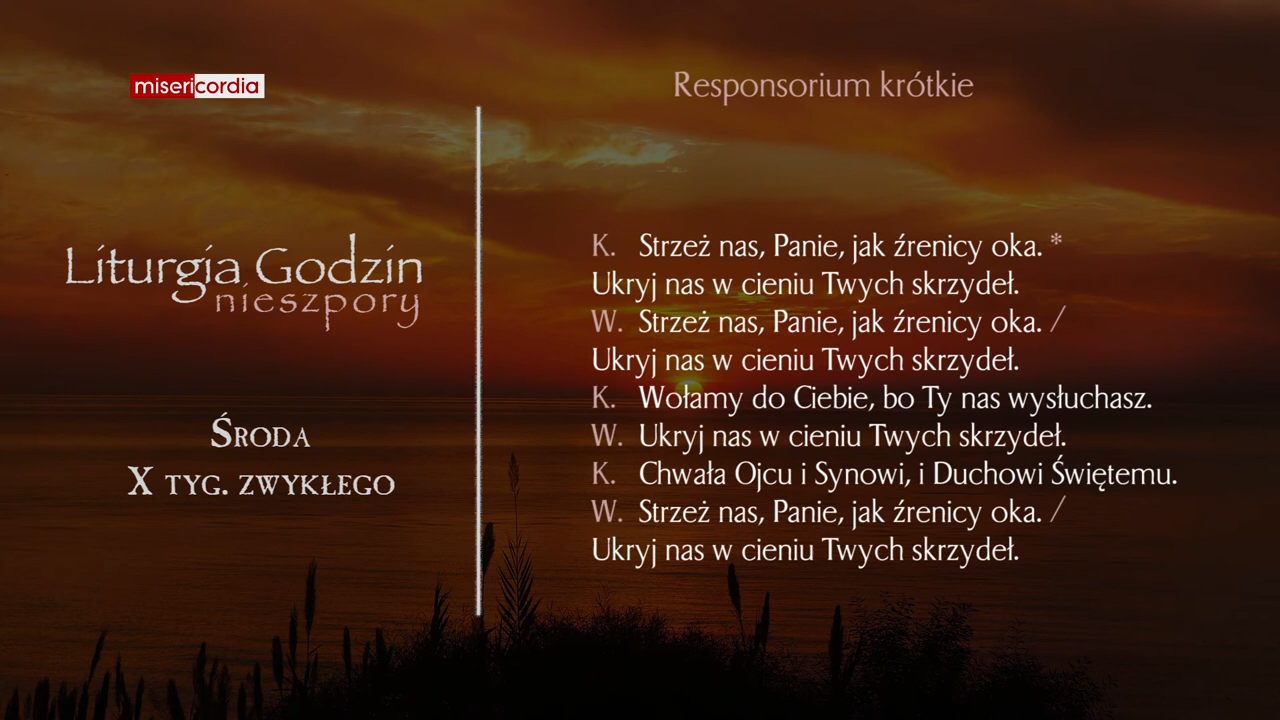 misericordia
Liturgia Godzin
nieszpory
Środa
X tyg. zwykłego
Responsorium krótkie
K. Strzeż nas, Panie, jak źrenicy oka. *
Ukryj nas w cieniu Twych skrzydeł.
W. Strzeż nas, Panie, jak źrenicy oka. /
Ukryj nas w cieniu Twych skrzydeł.
K. Wołamy do Ciebie, bo Ty nas wysłuchasz.
W. Ukryj nas w cieniu Twych skrzydeł.
K. Chwała Ojcu i Synowi, i Duchowi Świętemu.
W. Strzeż nas, Panie, jak źrenicy oka. /
Ukryj nas w cieniu Twych skrzydeł.